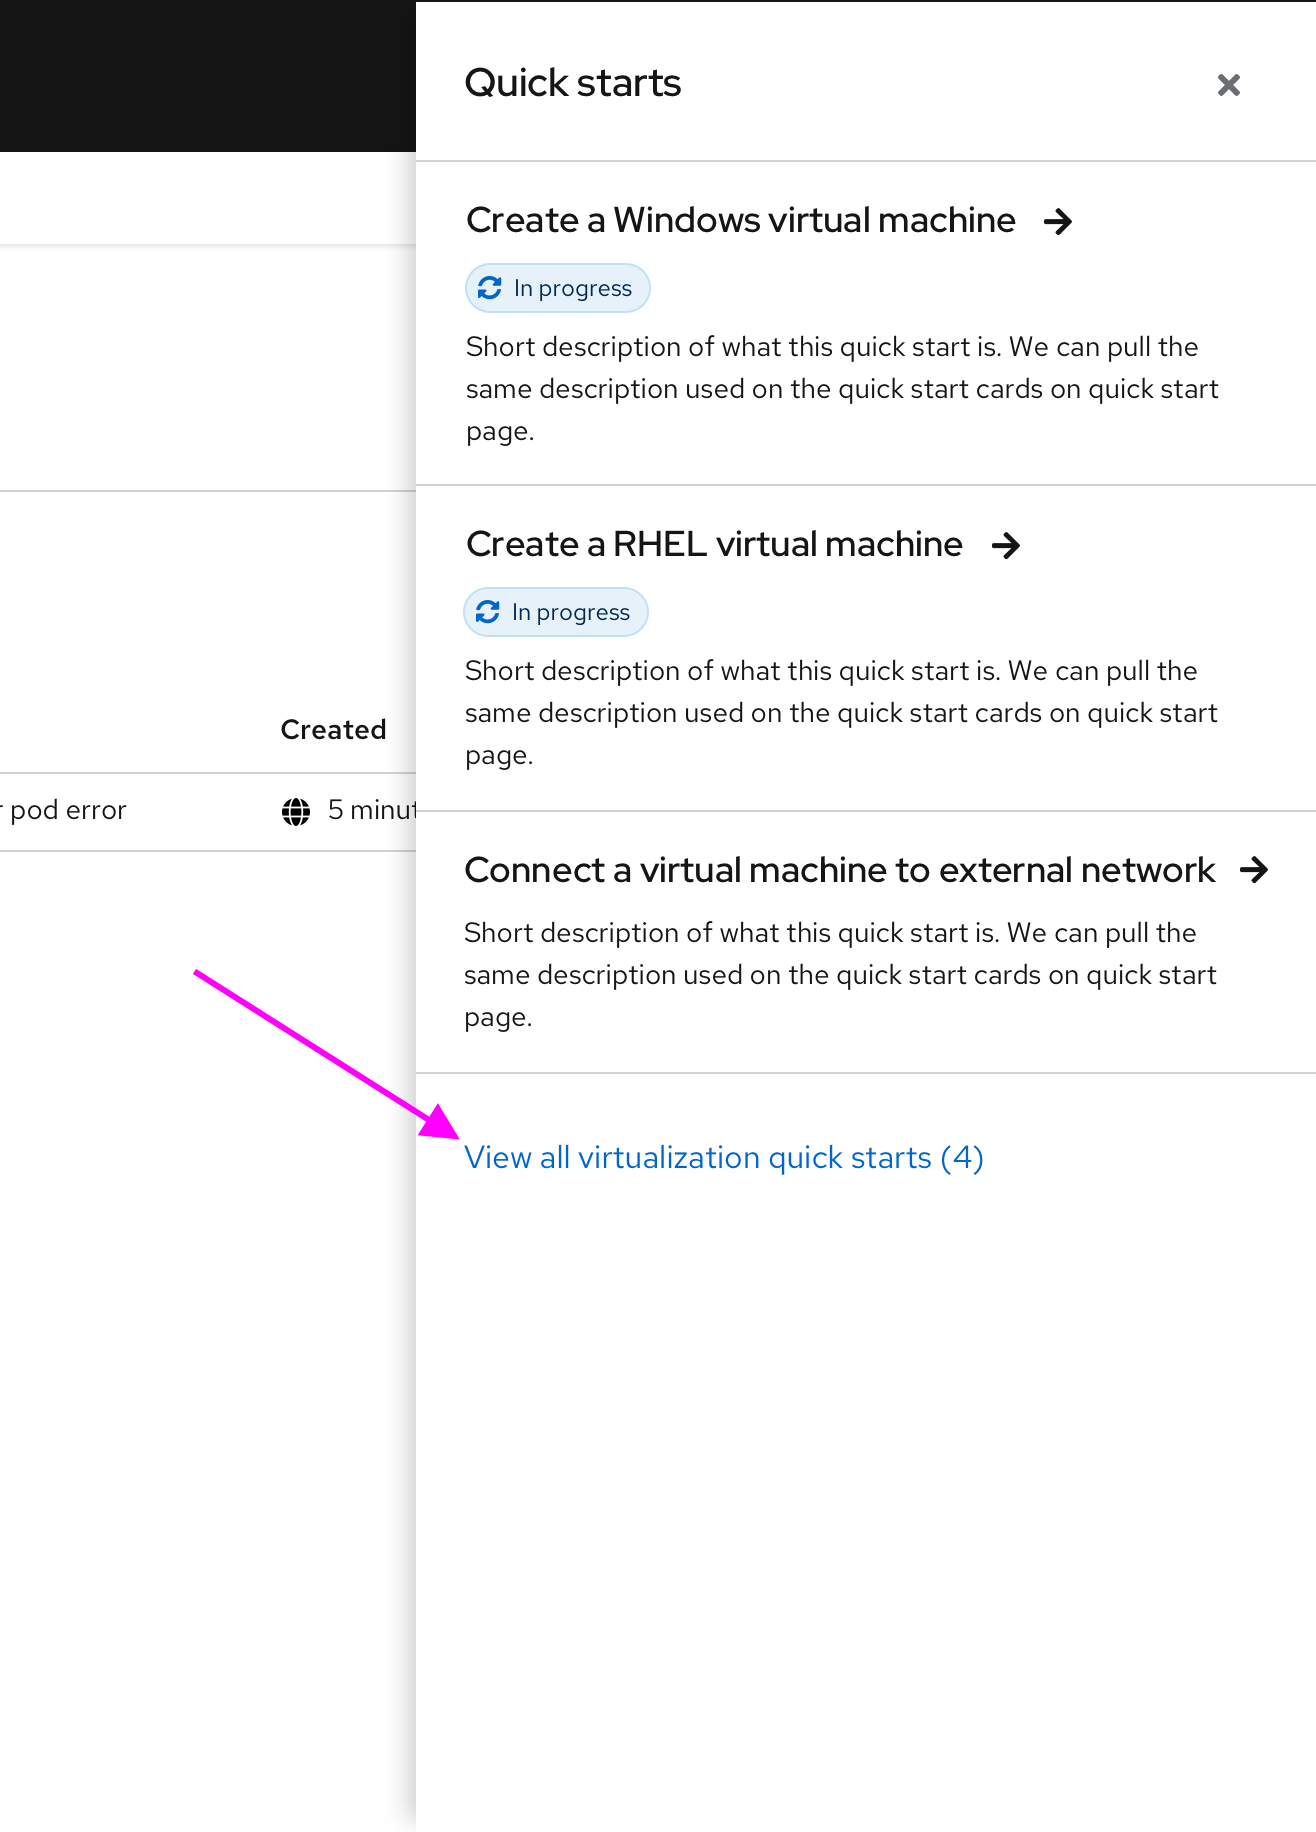 Quick starts
Create a Windows virtual machine
In progress
Short description of what this quick start is. We can pull the
same description used on the quick start cards on quick start
page.
Create a RHEL virtual machine
In progress
Short description of what this quick start is. We can pull the
same description used on the quick start cards on quick start
page.
Created
pod error
5 minut
Connect a virtual machine to external network
Short description of what this quick start is. We can pull the
same description used on the quick start cards on quick start
page.
View all virtualization quick starts (4)